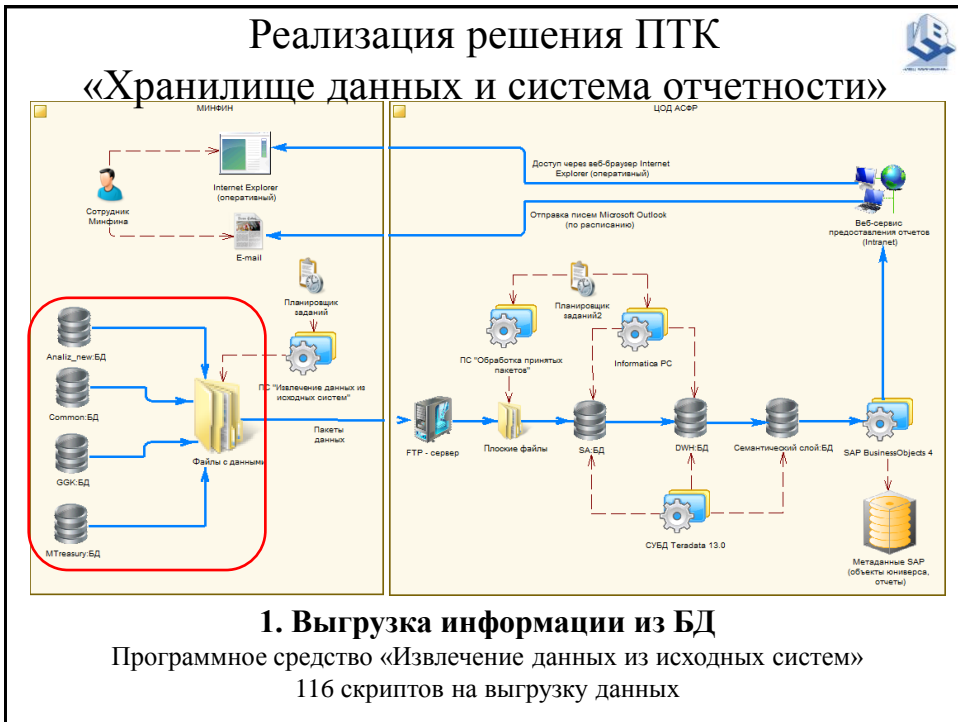 Реализация решения ПТК
«Хранилище данных и система отчетности»
МИНФИН
ЦОД АСФР
Internet Explorer
(оперативный)
Доступ через веб-браузер Internet
Explorer (оперативный)
Сотрудник
Минфина
E-mail
Отправка писем Microsoft Outlook
(по расписанию)
Веб-сервис
предоставления отчетов
(Intranet)
Планировщик
заданий
Планировщик
заданий2
Analiz_new:БД
ПС "Извлечение данных из
исходных систем"
ПС "Обработка принятых
пакетов"
Informatica PC
Common:БД
Файлы с данными
Пакеты
данных
FTP - сервер
Плоские файлы
SA:БД
DWH:БД
Семантический слой:БД
SAP BusinessObjects 4
GGK:БД
MTreasury:БД
СУБД Teradata 13.0
Метаданные SAP
(объекты юниверса,
отчеты)
1. Выгрузка информации из БД
Программное средство «Извлечение данных из исходных систем»
116 скриптов на выгрузку данных